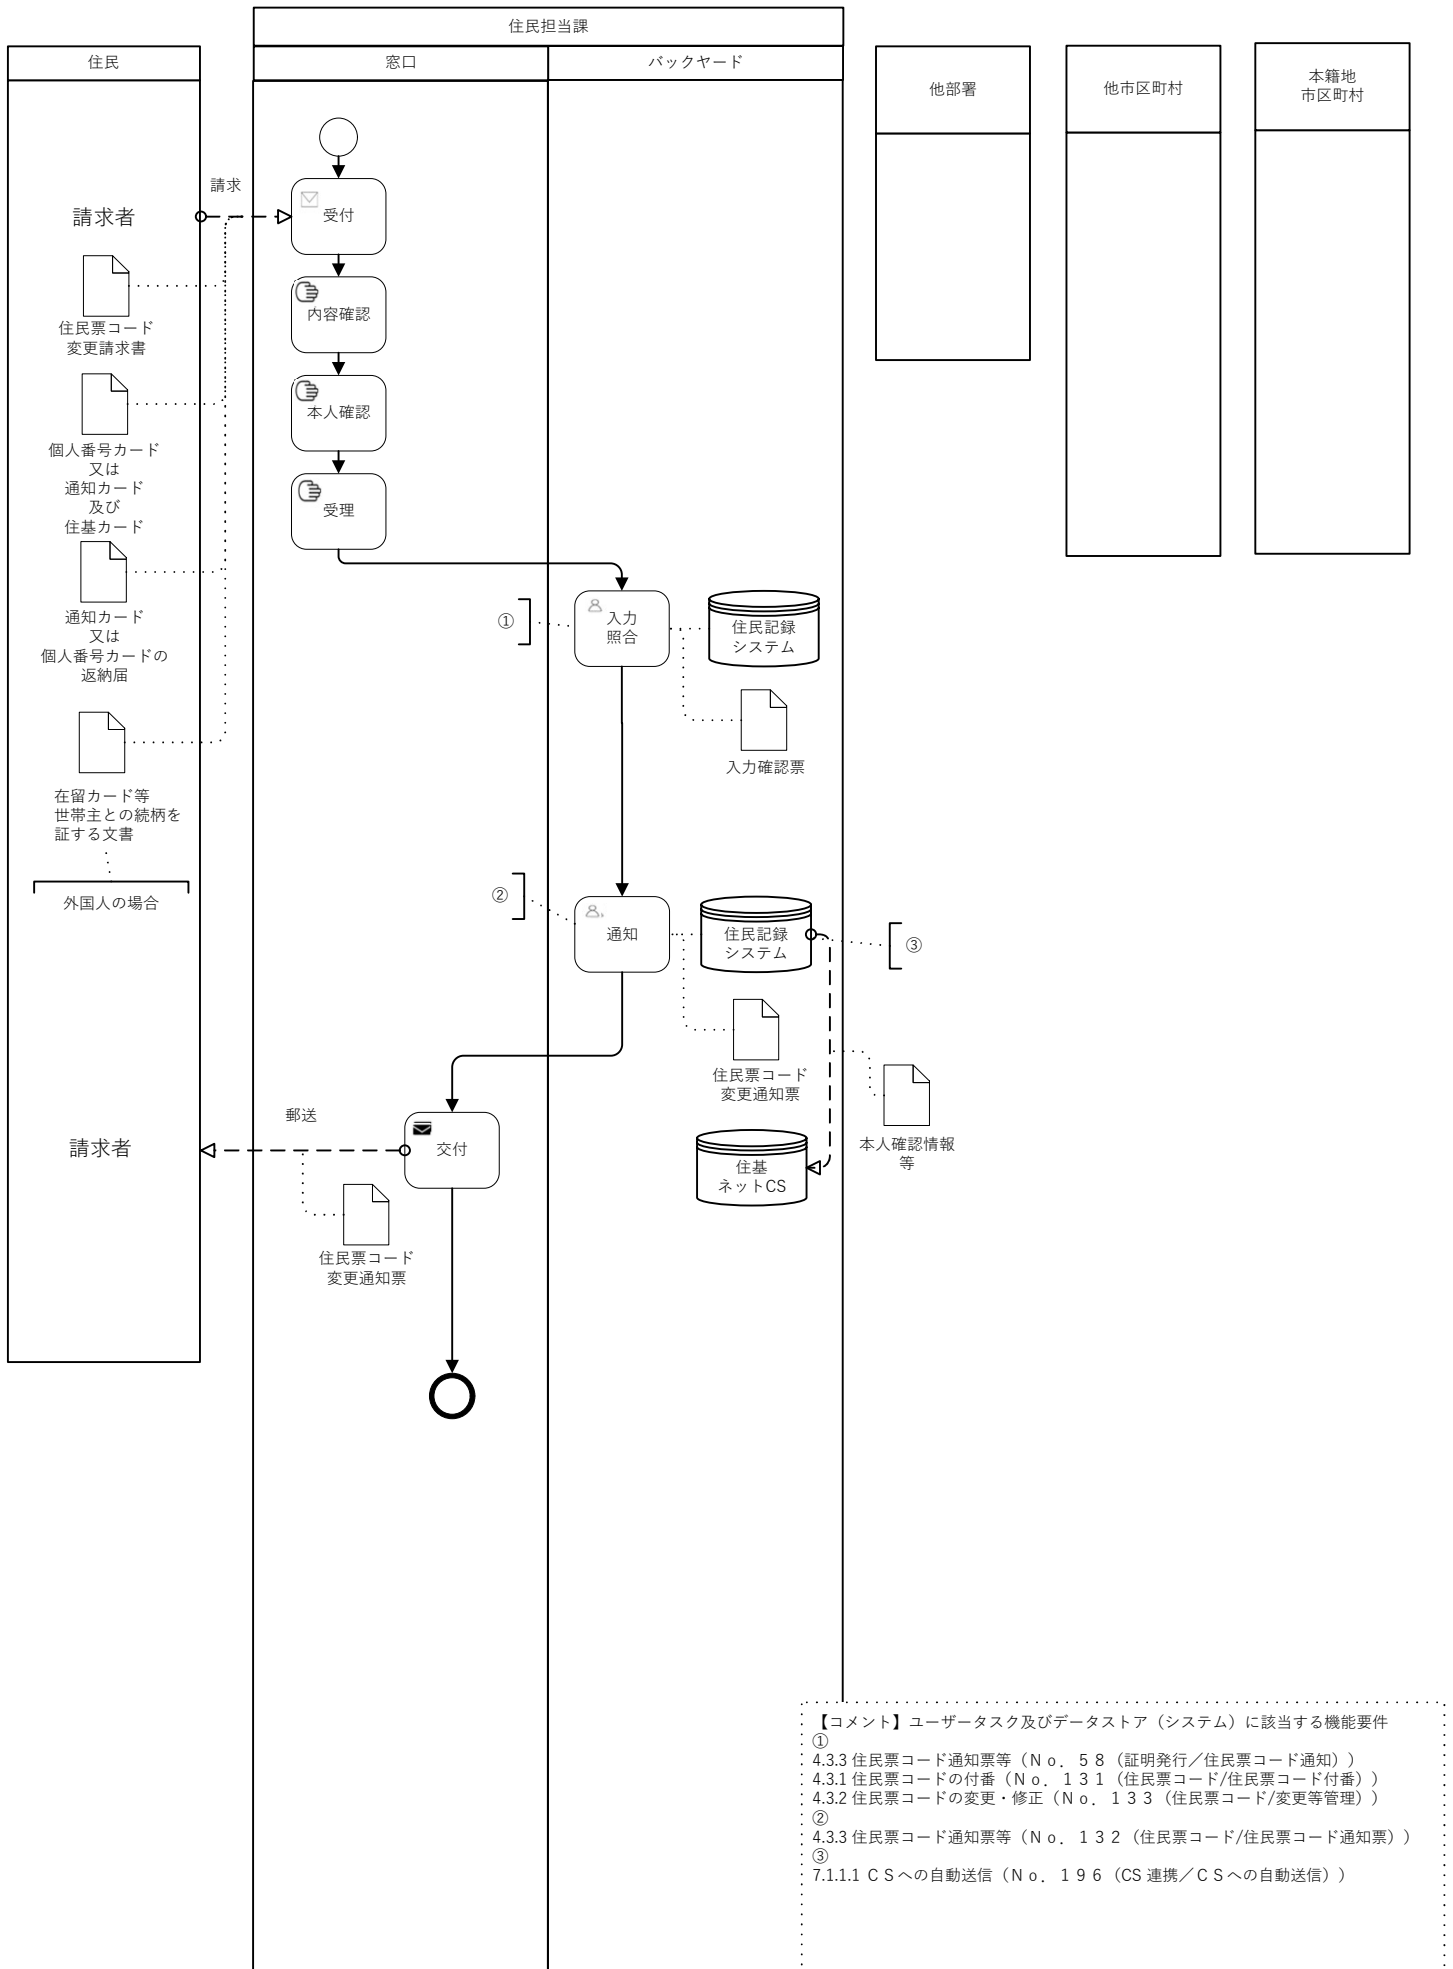 住民担当課
住民
窓口
バックヤード
他部署
他市区町村
本籍地
市区町村
請求
請求者
受付
住民票コード
変更請求書
内容確認
個人番号カード
又は
通知カード
及び
住基カード
本人確認
受理
通知カード
又は
個人番号カードの
返納届
①
入力
照合
住民記録
システム
入力確認票
在留カード等
世帯主との続柄を
証する文書
外国人の場合
②
通知
住民記録
システム
③
住民票コード
変更通知票
本人確認情報
等
郵送
請求者
交付
住基
ネットCS
住民票コード
変更通知票
【コメント】ユーザータスク及びデータストア（システム）に該当する機能要件
①
4.3.3 住民票コード通知票等（Ｎｏ．５８（証明発行／住民票コード通知））
4.3.1 住民票コードの付番（Ｎｏ．１３１（住民票コード/住民票コード付番））
4.3.2 住民票コードの変更・修正（Ｎｏ．１３３（住民票コード/変更等管理））
②
4.3.3 住民票コード通知票等（Ｎｏ．１３２（住民票コード/住民票コード通知票））
③
7.1.1.1 ＣＳへの自動送信（Ｎｏ．１９６（CS 連携／ＣＳへの自動送信））